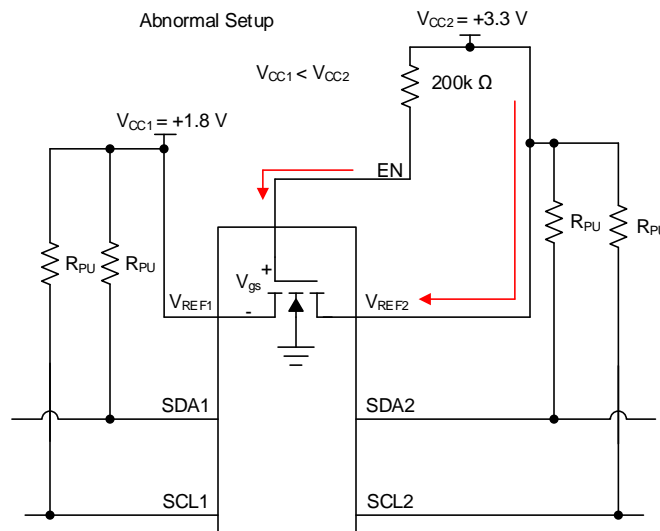 Abnormal Setup
VCC2 = +3.3 V
VCC1 < VCC2
200k Ω
VCC1 = +1.8 V
EN
RPU
RPU
RPU
RPU
+
Vgs
-
VREF1
VREF2
SDA1
SDA2
SCL1
SCL2